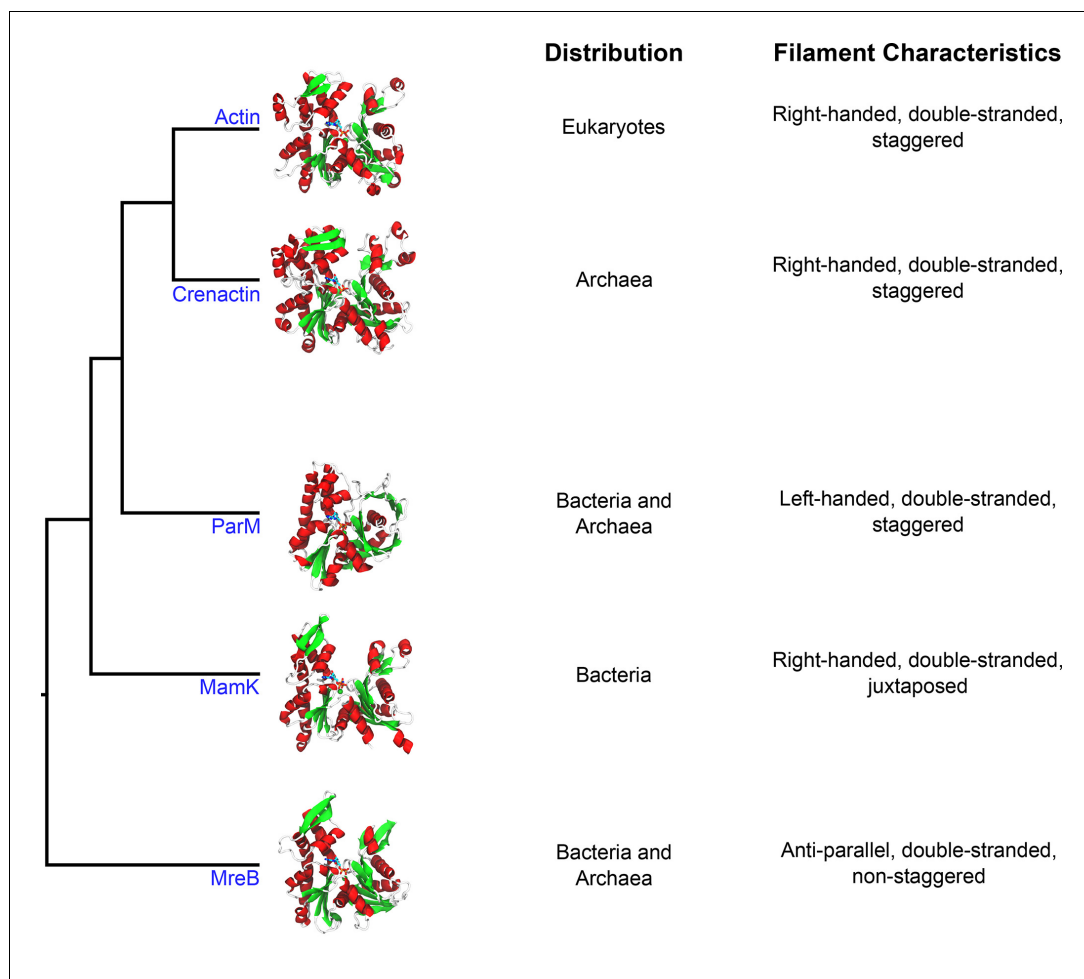 Distribution
Filament Characteristics
Actin
Eukaryotes
Right-handed, double-stranded,
staggered
Crenactin
Archaea
Right-handed, double-stranded,
staggered
ParM
Bacteria and
Archaea
Left-handed, double-stranded,
staggered
MamK
Bacteria
Right-handed, double-stranded,
juxtaposed
MreB
Bacteria and
Archaea
Anti-parallel, double-stranded,
non-staggered